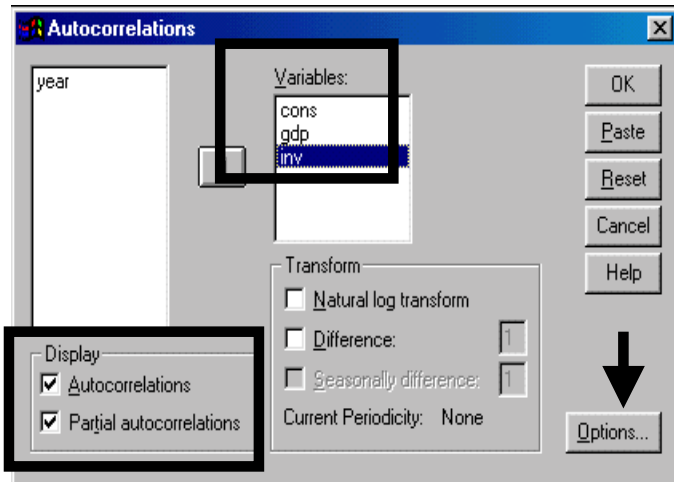 Autocorrelations
year
Variables:
cons
gdp
inv
OK
Paste
Reset
Cancel
Help
Transform
Natural log transform
Difference: 1
Seasonally difference: 1
Current Periodicity: None
Display
Autocorrelations
Partial autocorrelations
Options...